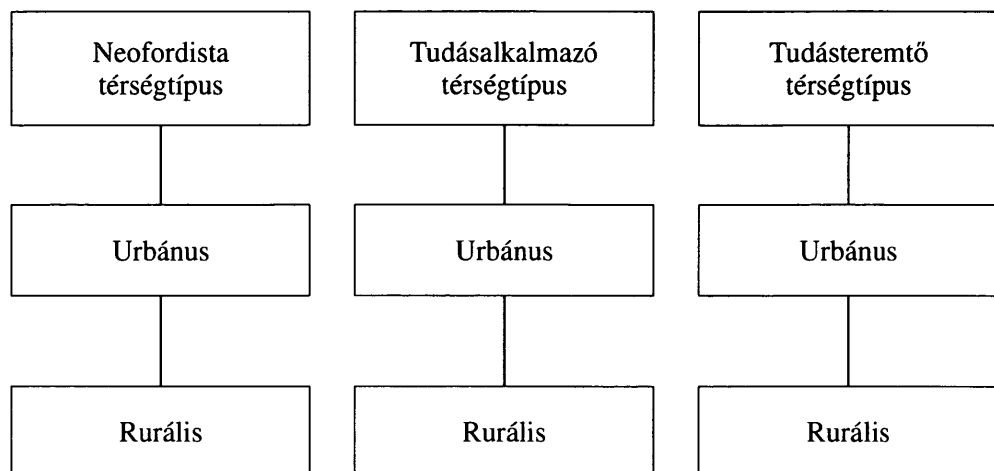 Neofordista
térségtípus
Tudásalkalmazó
térségtípus
Tudásteremtő
térségtípus
Urbánus
Urbánus
Urbánus
Rurális
Rurális
Rurális